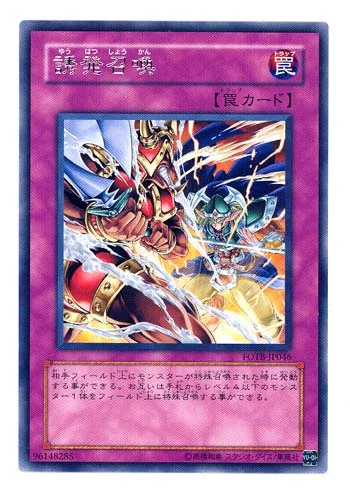 ゆう はつ しょう かん
誘発召喚
トラップ
罠
トラップ
【罠カード】
FOTB-JP046
相手フィールド上にモンスターが特殊召喚された時に発動
する事ができる。お互いは手札からレベル4以下のモン
スター1体をフィールド上に特殊召喚する事ができる。
96148285
©高橋和希 スタジオ・ダイス/集英社